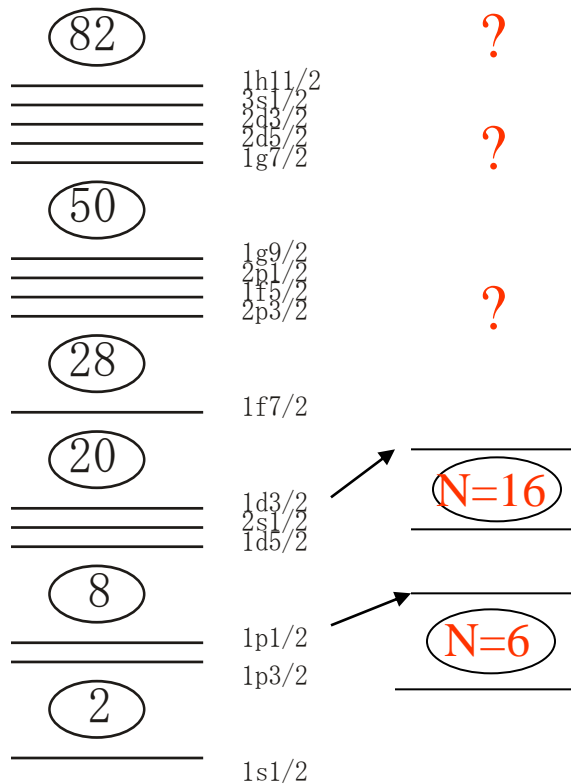 82
?
1h11/2
3s1/2
2d3/2
2d5/2
?
1g7/2
50
1g9/2
2p1/2
1f5/2
?
2p3/2
28
1f7/2
20
N=16
1d3/2
2s1/2
1d5/2
8
1p1/2
N=6
1p3/2
2
1s1/2